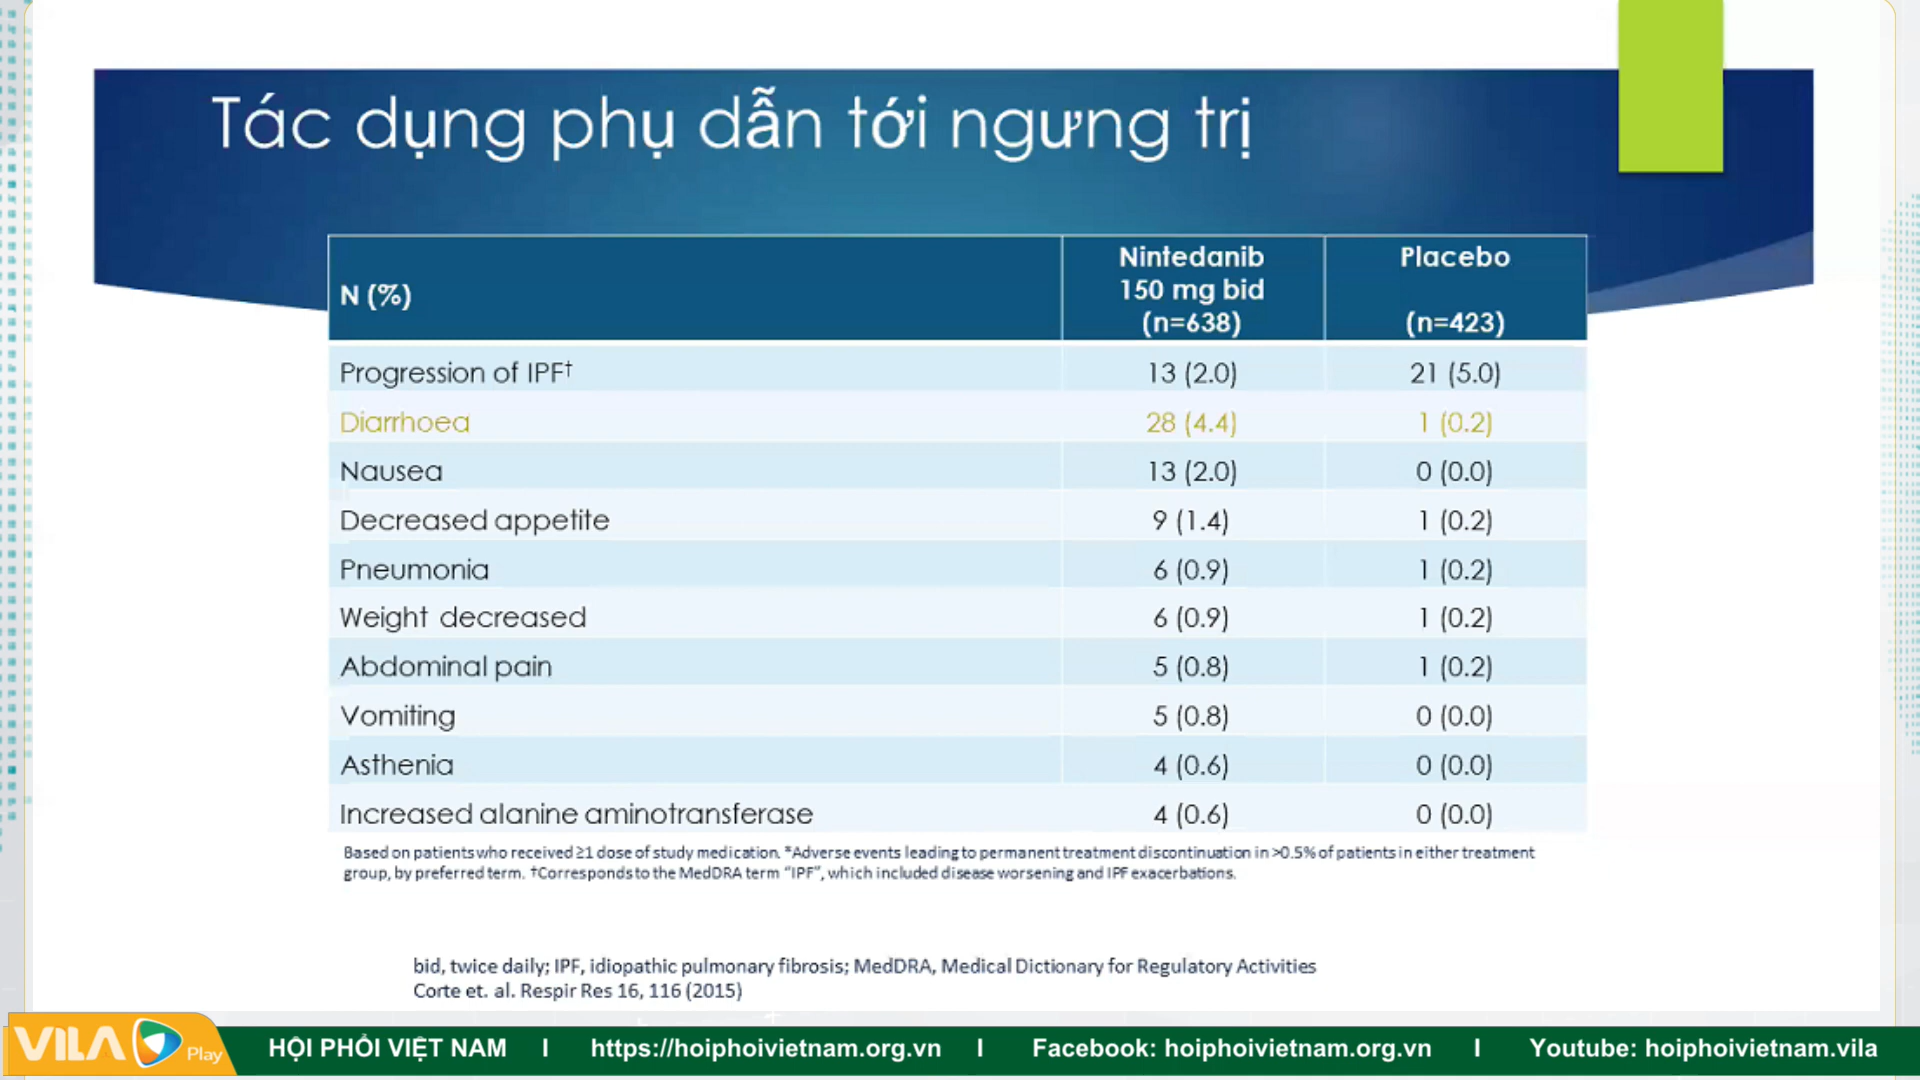 Tác dụng phụ dẫn tới ngưng trị
N (%)
Nintedanib
150 mg bid
(n=638)
Placebo
(n=423)
Progression of IPF† 13 (2.0) 21 (5.0)
Diarrhoea 28 (4.4) 1 (0.2)
Nausea 13 (2.0) 0 (0.0)
Decreased appetite 9 (1.4) 1 (0.2)
Pneumonia 6 (0.9) 1 (0.2)
Weight decreased 6 (0.9) 1 (0.2)
Abdominal pain 5 (0.8) 1 (0.2)
Vomiting 5 (0.8) 0 (0.0)
Asthenia 4 (0.6) 0 (0.0)
Increased alanine aminotransferase 4 (0.6) 0 (0.0)
Based on patients who received ≥1 dose of study medication. *Adverse events leading to permanent treatment discontinuation in >0.5% of patients in either treatment
group, by preferred term. †Corresponds to the MedDRA term “IPF”, which included disease worsening and IPF exacerbations.
bid, twice daily; IPF, idiopathic pulmonary fibrosis; MedDRA, Medical Dictionary for Regulatory Activities
Corte et. al. Respir Res 16, 116 (2015)
VILA Play
HỘI PHỔI VIỆT NAM I https://hoiphoivietnam.org.vn I Facebook: hoiphoivietnam.org.vn I Youtube: hoiphoivietnam.vila